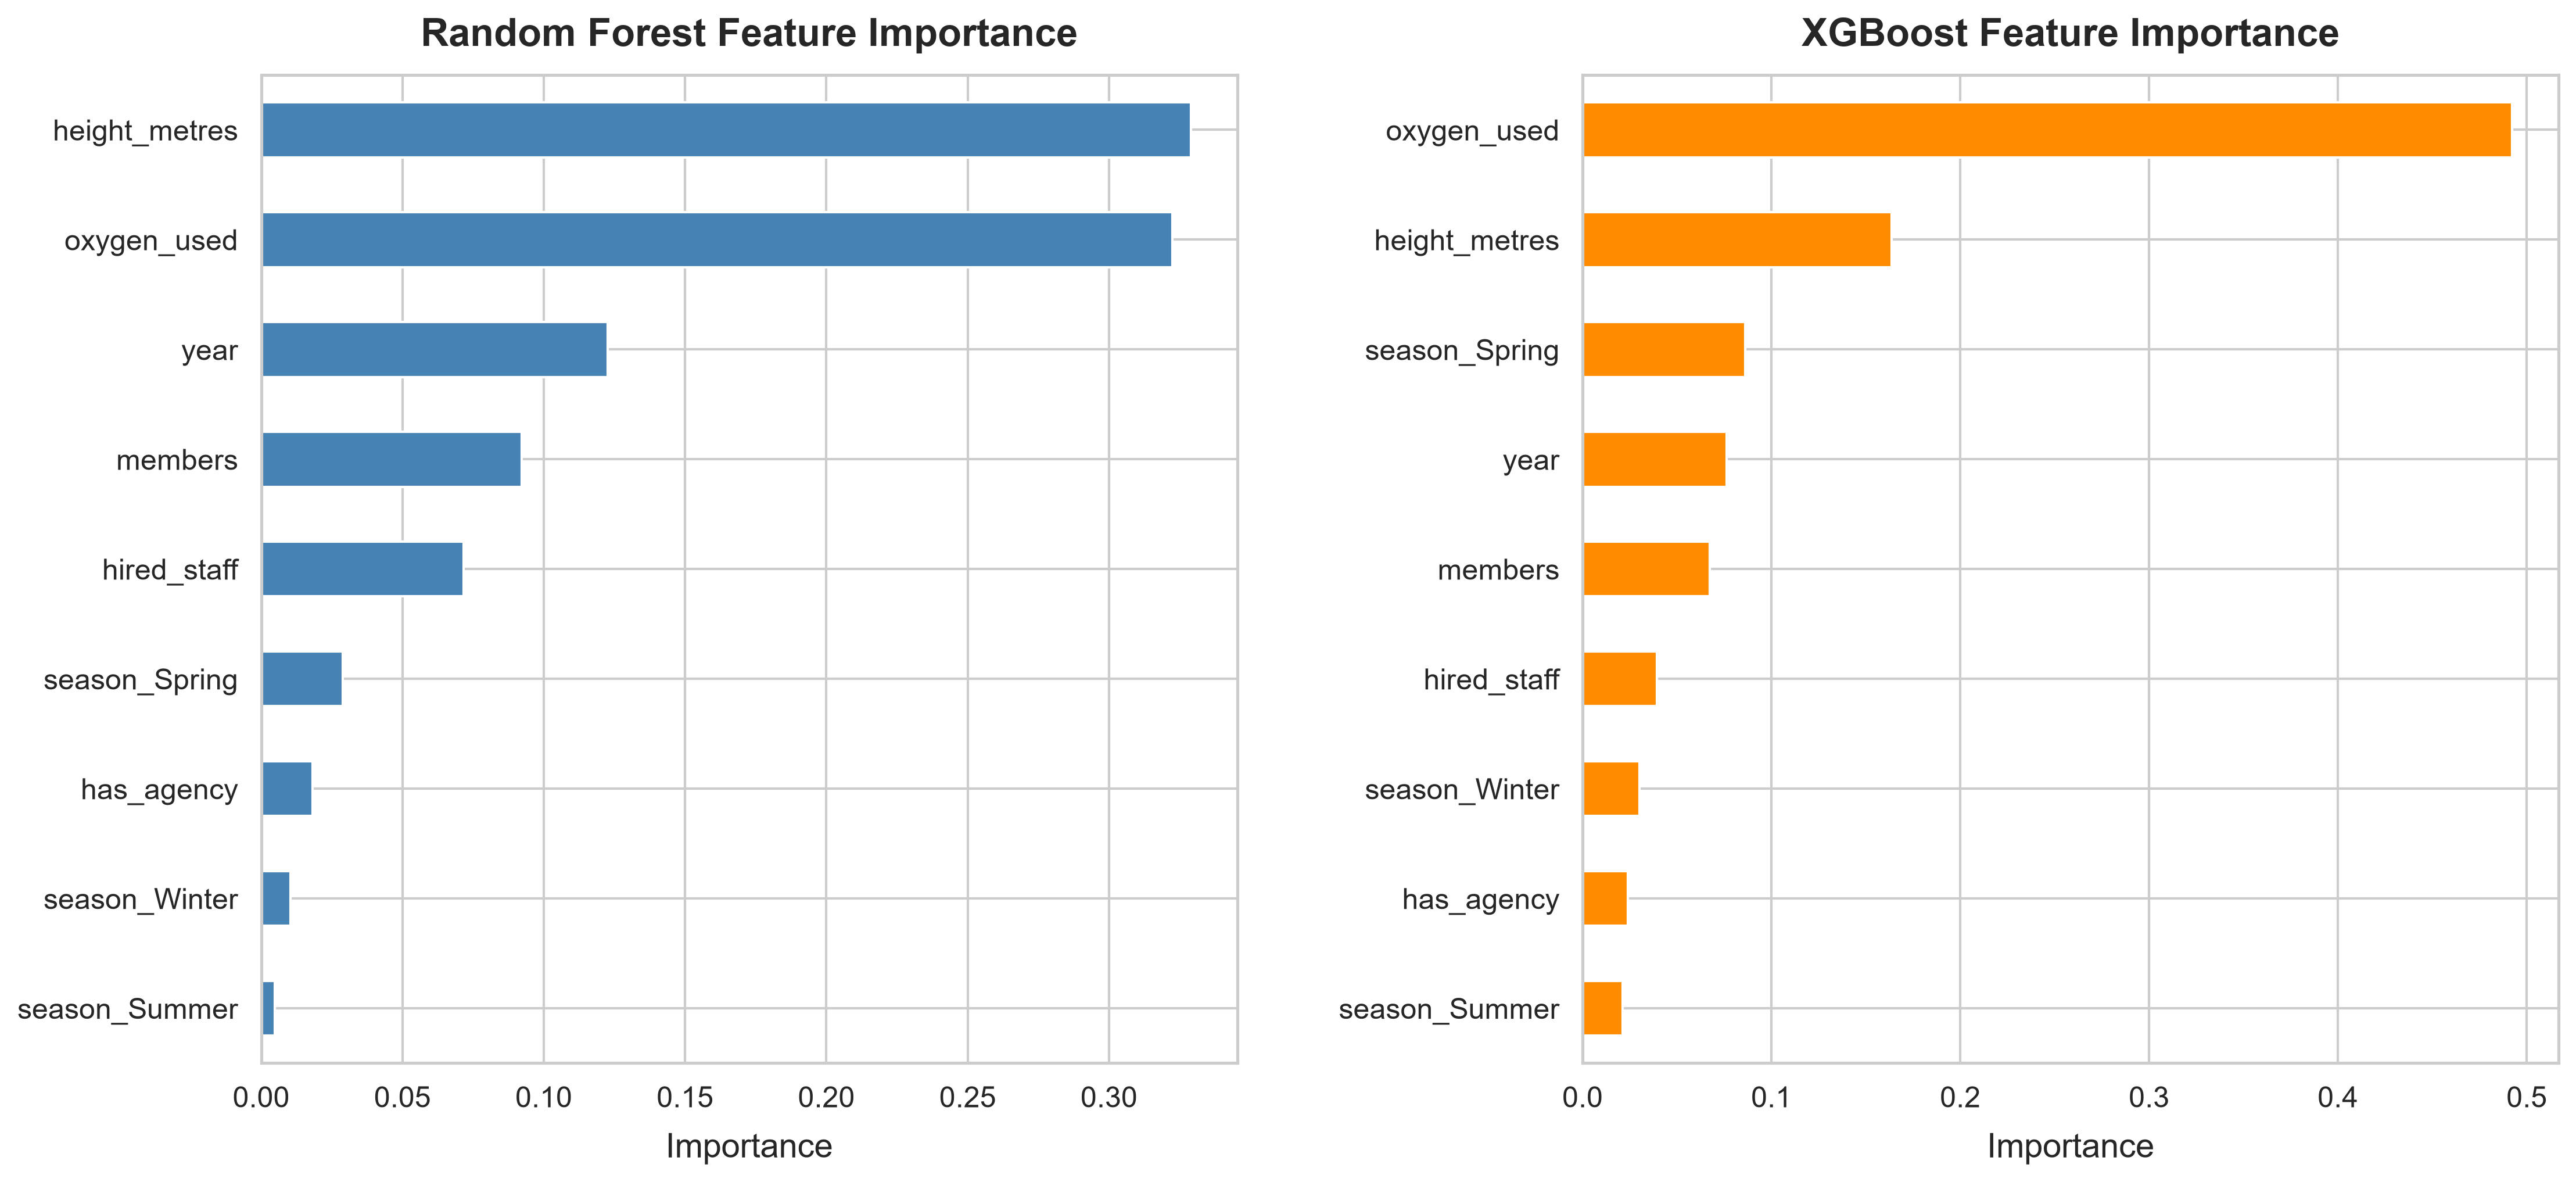 Random Forest Feature Importance
height_metres
oxygen_used
year
members
hired_staff
season_Spring
has_agency
season_Winter
season_Summer
0.00 0.05 0.10 0.15 0.20 0.25 0.30
Importance
XGBoost Feature Importance
oxygen_used
height_metres
season_Spring
year
members
hired_staff
season_Winter
has_agency
season_Summer
0.0 0.1 0.2 0.3 0.4 0.5
Importance